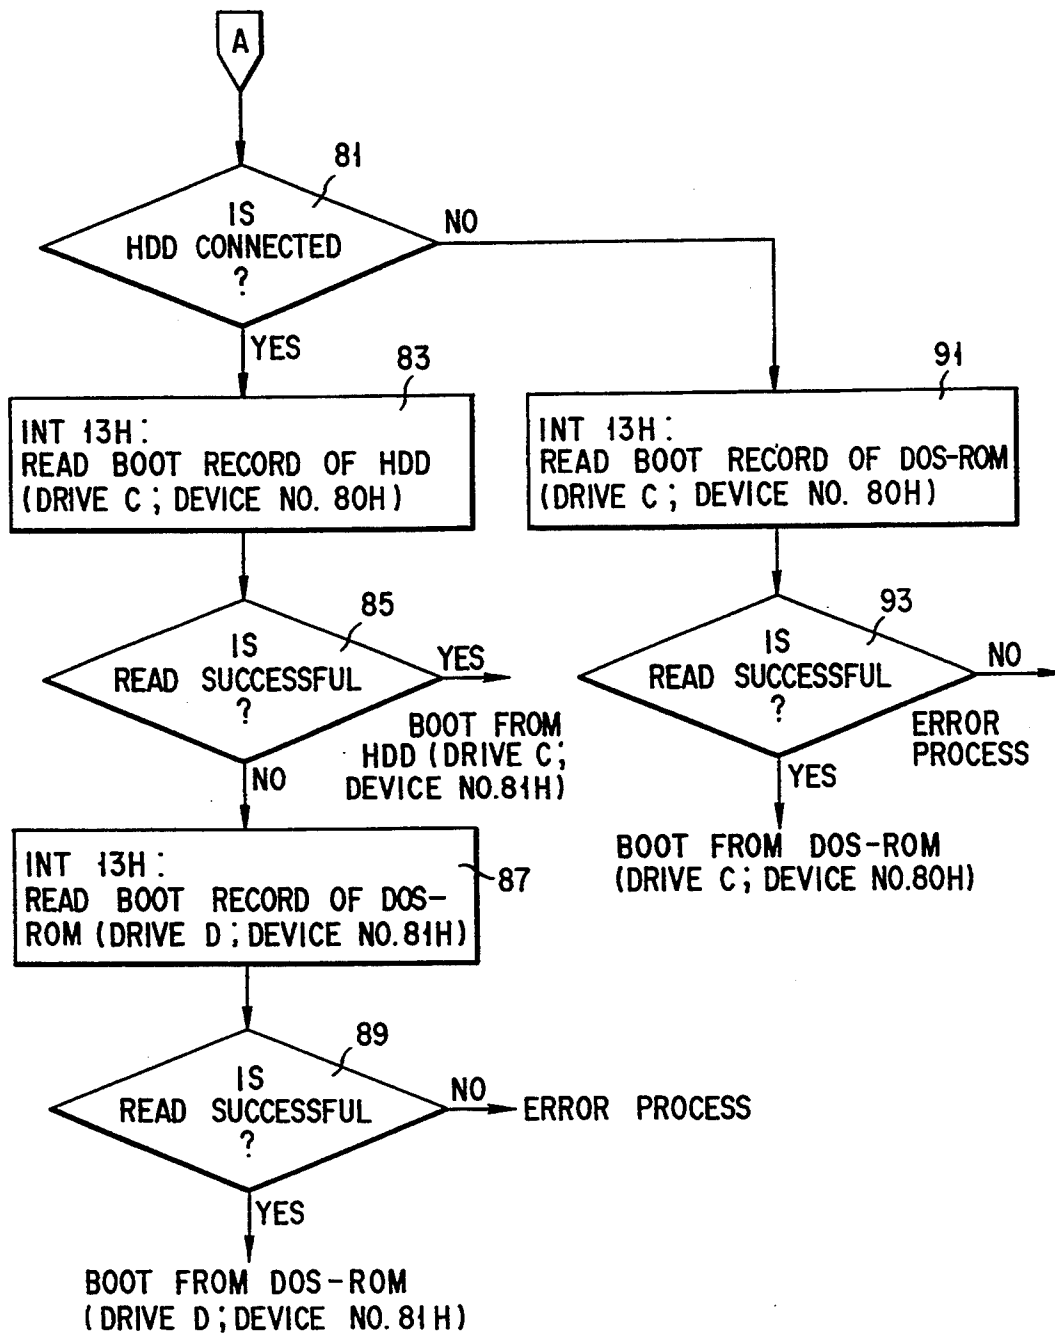 A
81
IS
HDD CONNECTED
?
NO
YES
83
INT 13H:
READ BOOT RECORD OF HDD
(DRIVE C; DEVICE NO. 80H)
91
INT 13H:
READ BOOT RECORD OF DOS-ROM
(DRIVE C; DEVICE NO. 80H)
85
IS
READ SUCCESSFUL
?
YES
BOOT FROM
HDD (DRIVE C;
DEVICE NO.81H)
NO
93
IS
READ SUCCESSFUL
?
NO
ERROR
PROCESS
YES
BOOT FROM DOS-ROM
(DRIVE C; DEVICE NO.80H)
INT 13H:
READ BOOT RECORD OF DOS-
ROM (DRIVE D; DEVICE NO.81H)
87
89
IS
READ SUCCESSFUL
?
NO
ERROR PROCESS
YES
BOOT FROM DOS-ROM
(DRIVE D; DEVICE NO. 81H)